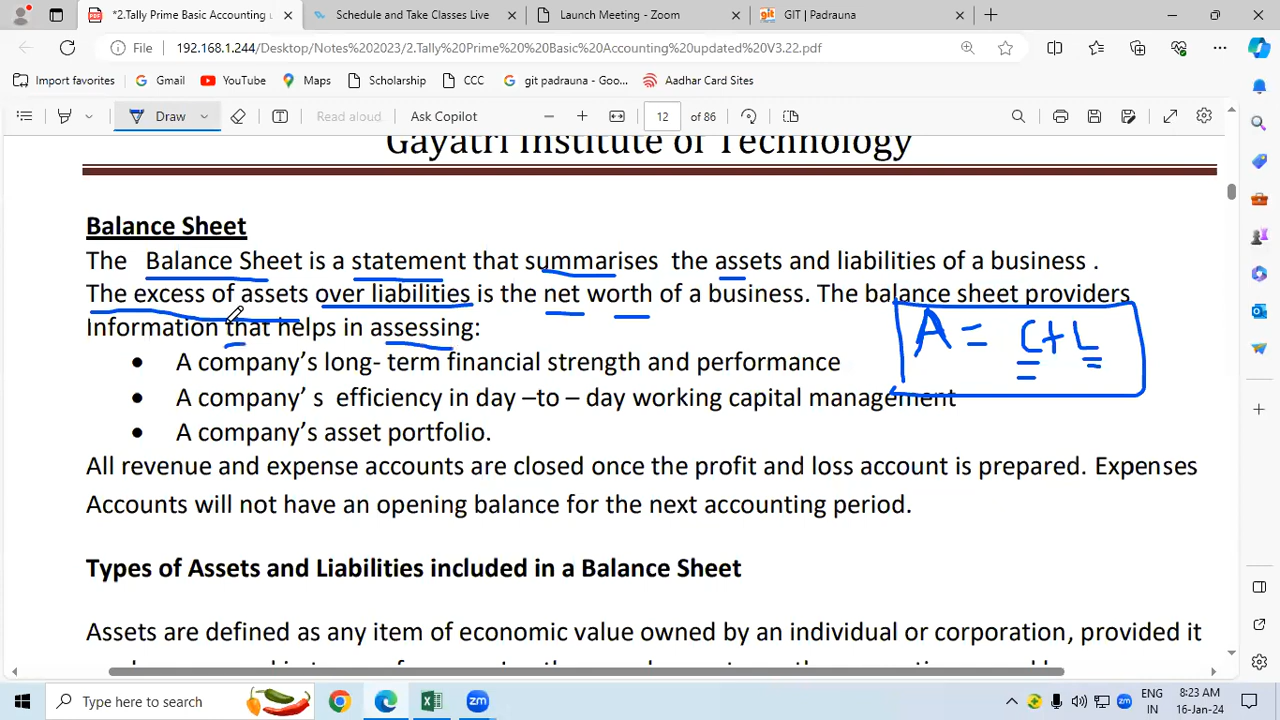 *2.Tally Prime Basic Accounting u
Schedule and Take Classes Live
Launch Meeting - Zoom
GIT | Padrauna
File
192.168.1.244/Desktop/Notes%202023/2.Tally%20Prime%20%20Basic%20Accounting%20updated%20V3.22.pdf
Import favorites
Gmail
YouTube
Maps
Scholarship
CCC
git padrauna - Goo...
Aadhar Card Sites
Draw
Read aloud
Ask Copilot
12 of 86
Gayatri Institute of Technology
Balance Sheet
The Balance Sheet is a statement that summarises the assets and liabilities of a business .
The excess of assets over liabilities is the net worth of a business. The balance sheet providers
Information that helps in assessing:
A = C+L
• A company's long- term financial strength and performance
• A company' s efficiency in day –to – day working capital management
• A company's asset portfolio.
All revenue and expense accounts are closed once the profit and loss account is prepared. Expenses
Accounts will not have an opening balance for the next accounting period.
Types of Assets and Liabilities included in a Balance Sheet
Assets are defined as any item of economic value owned by an individual or corporation, provided it
Type here to search
ENG
IN
8:23 AM
16-Jan-24